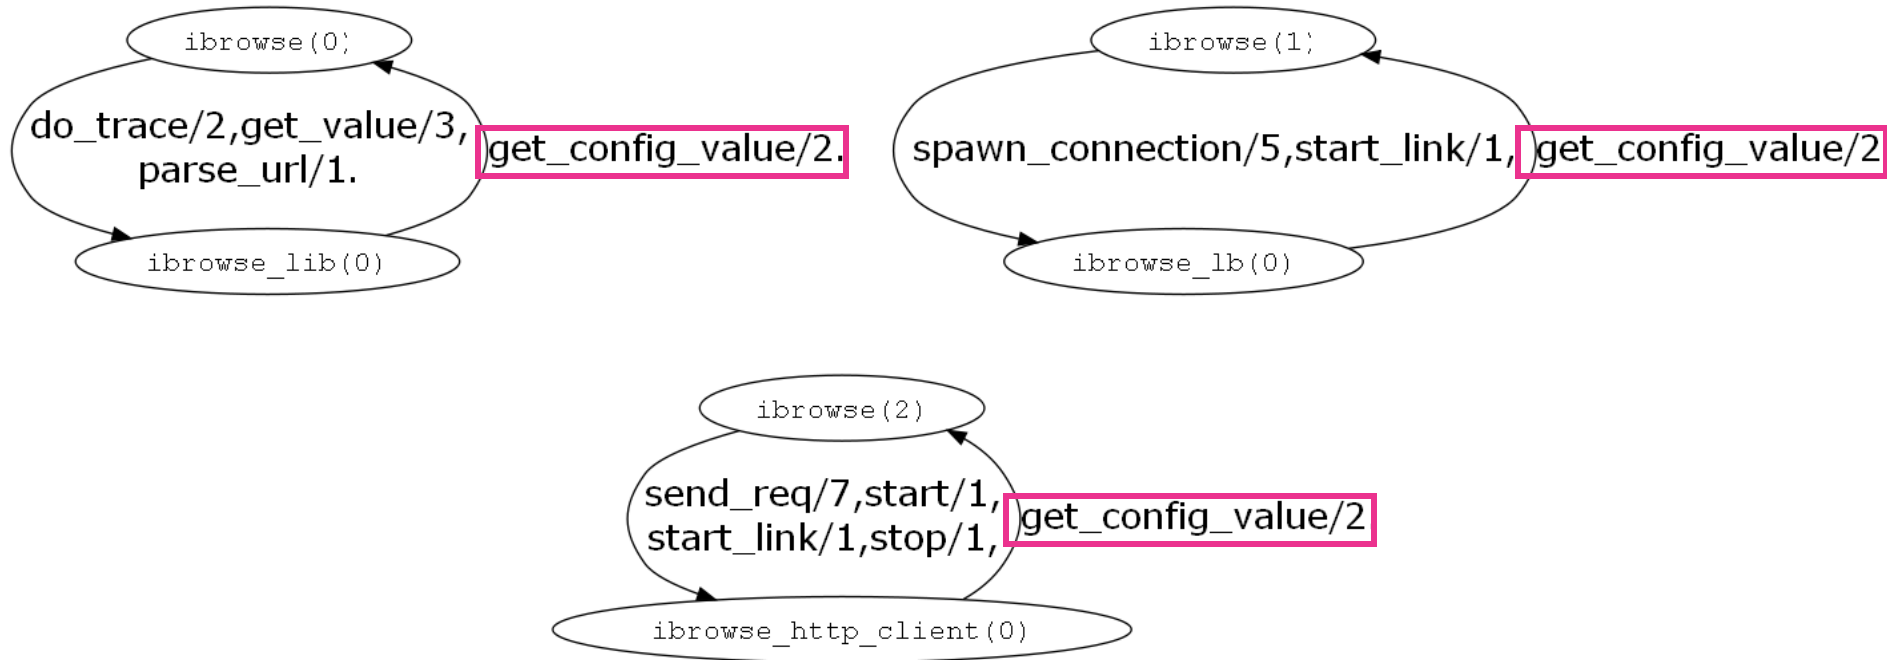 ibrowse(0)
do_trace/2,get_value/3,
parse_url/1.
get_config_value/2.
ibrowse_lib(0)
ibrowse(1)
spawn_connection/5,start_link/1,
get_config_value/2
ibrowse_lb(0)
ibrowse(2)
send_req/7,start/1,
start_link/1,stop/1,
get_config_value/2
ibrowse_http_client(0)